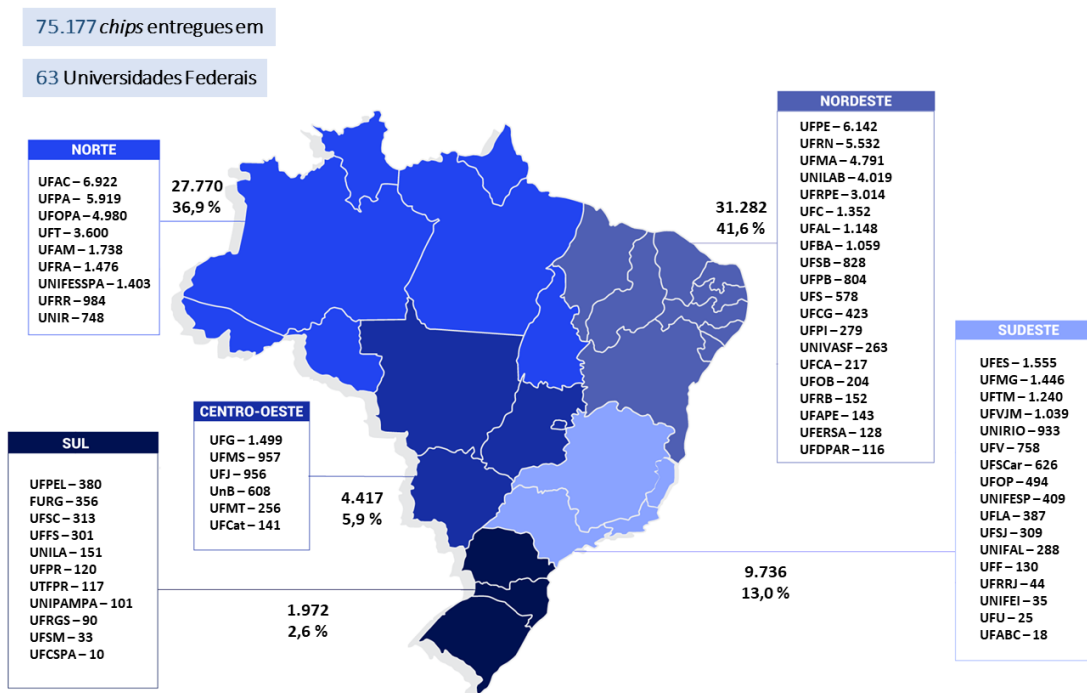 75.177 chips entregues em
63 Universidades Federais
NORTE
UFAC – 6.922
UFPA – 5.919
UFOPA – 4.980
UFT – 3.600
UFAM – 1.738
UFRA – 1.476
UNIFESSPA – 1.403
UFRR – 984
UNIR – 748
27.770
36,9 %
NORDESTE
UFPE – 6.142
UFRN – 5.532
UFMA – 4.791
UNILAB – 4.019
UFRPE – 3.014
UFC – 1.352
UFAL – 1.148
UFBA – 1.059
UFSB – 828
UFPB – 804
UFS – 578
UFCG – 423
UFPI – 279
UNIVASF – 263
UFCA – 217
UFOB – 204
UFRB – 152
UFAPE – 143
UFERSA – 128
UFDPAR – 116
31.282
41,6 %
CENTRO-OESTE
UFG – 1.499
UFMS – 957
UFJ – 956
UnB – 608
UFMT – 256
UFCat – 141
4.417
5,9 %
SUDESTE
UFES – 1.555
UFMG – 1.446
UFTM – 1.240
UFVJM – 1.039
UNIRIO – 933
UFV – 758
UFSCar – 626
UFOP – 494
UNIFESP – 409
UFLA – 387
UFSJ – 309
UNIFAL – 288
UFF – 130
UFRRJ – 44
UNIFEI – 35
UFU – 25
UFABC – 18
9.736
13,0 %
SUL
UFPEL – 380
FURG – 356
UFSC – 313
UFFS – 301
UNILA – 151
UFPR – 120
UTFPR – 117
UNIPAMPA – 101
UFRGS – 90
UFSM – 33
UFCSPA – 10
1.972
2,6 %